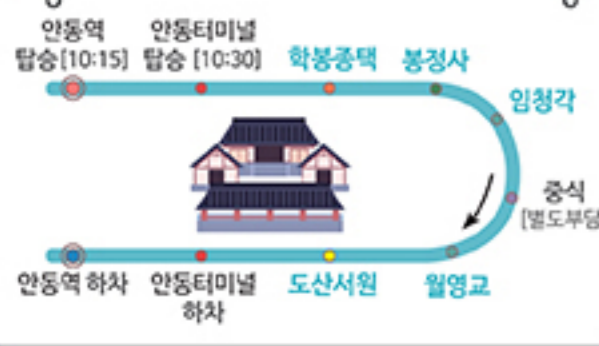 안동역
탑승[10:15]
안동터미널
탑승 [10:30]
학봉종택
봉정사
임청각
중식
[별도부담
월영교
도산서원
안동터미널
하차
안동역 하차